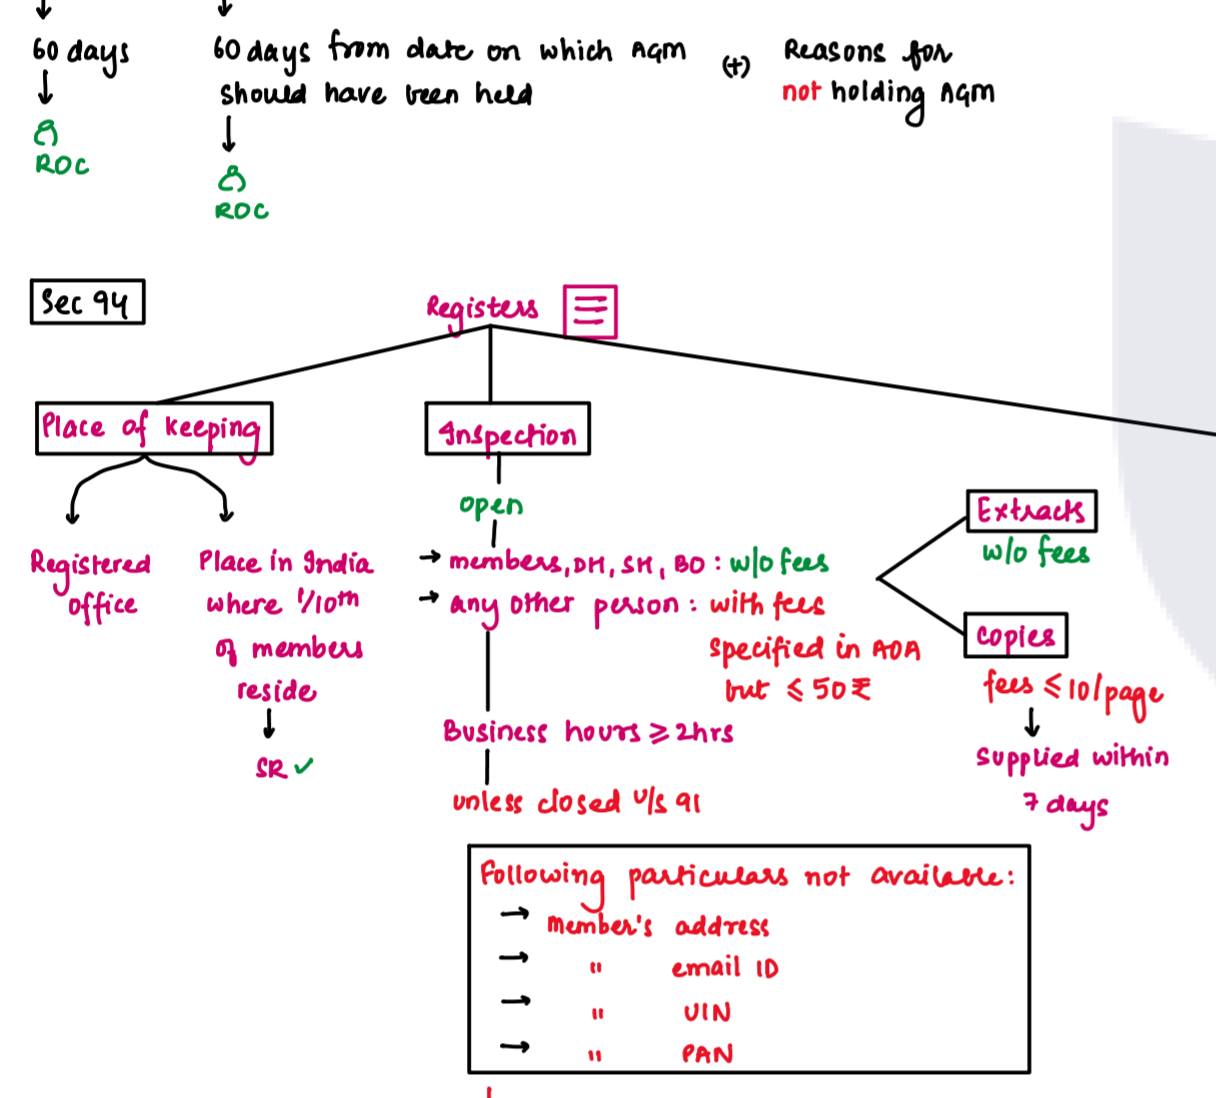 60 days
ROC
60 days from date on which AGM
should have been held
ROC
(+)
Reasons for
not holding AGM
Sec 94
Registers
Place of keeping
Registered
office
Place in India
where 1/10th
of members
reside
SR ✓
Inspection
open
→ members, DH, SH, BO : w/o fees
→ any other person : with fees
specified in AOA
but ≤ 50 ₹
Business hours ≥ 2hrs
unless closed u/s 91
Extracts
w/o fees
Copies
fees ≤ 10/page
supplied within
7 days
Following particulars not available:
→ Member's address
→ " email ID
→ " UIN
→ " PAN